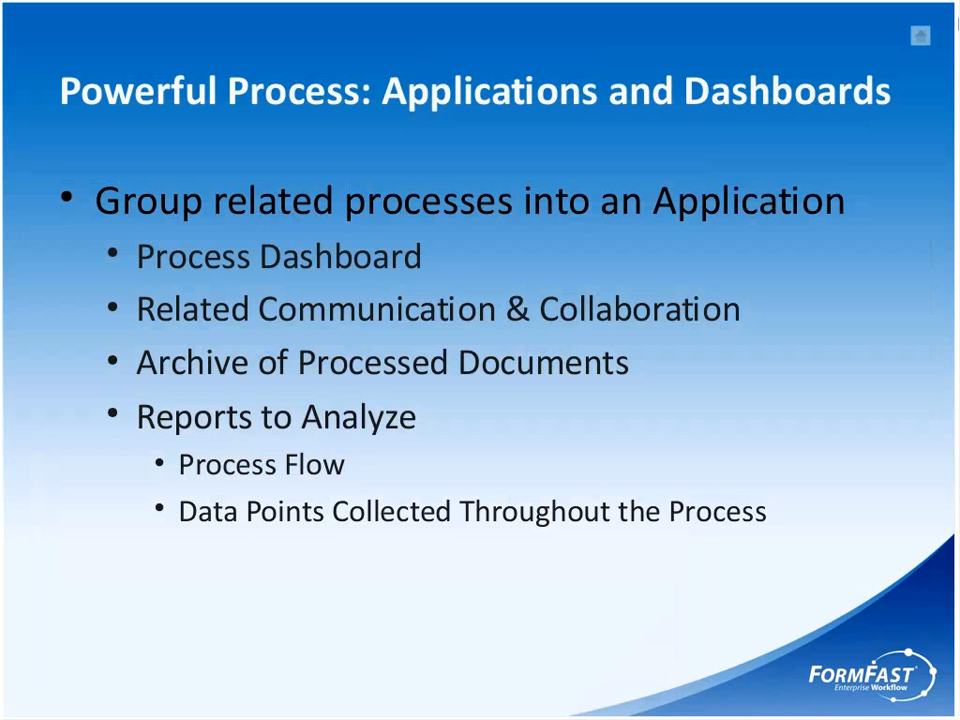 Powerful Process: Applications and Dashboards
• Group related processes into an Application
• Process Dashboard
• Related Communication & Collaboration
• Archive of Processed Documents
• Reports to Analyze
• Process Flow
• Data Points Collected Throughout the Process
FORMFAST
Enterprise Workflow